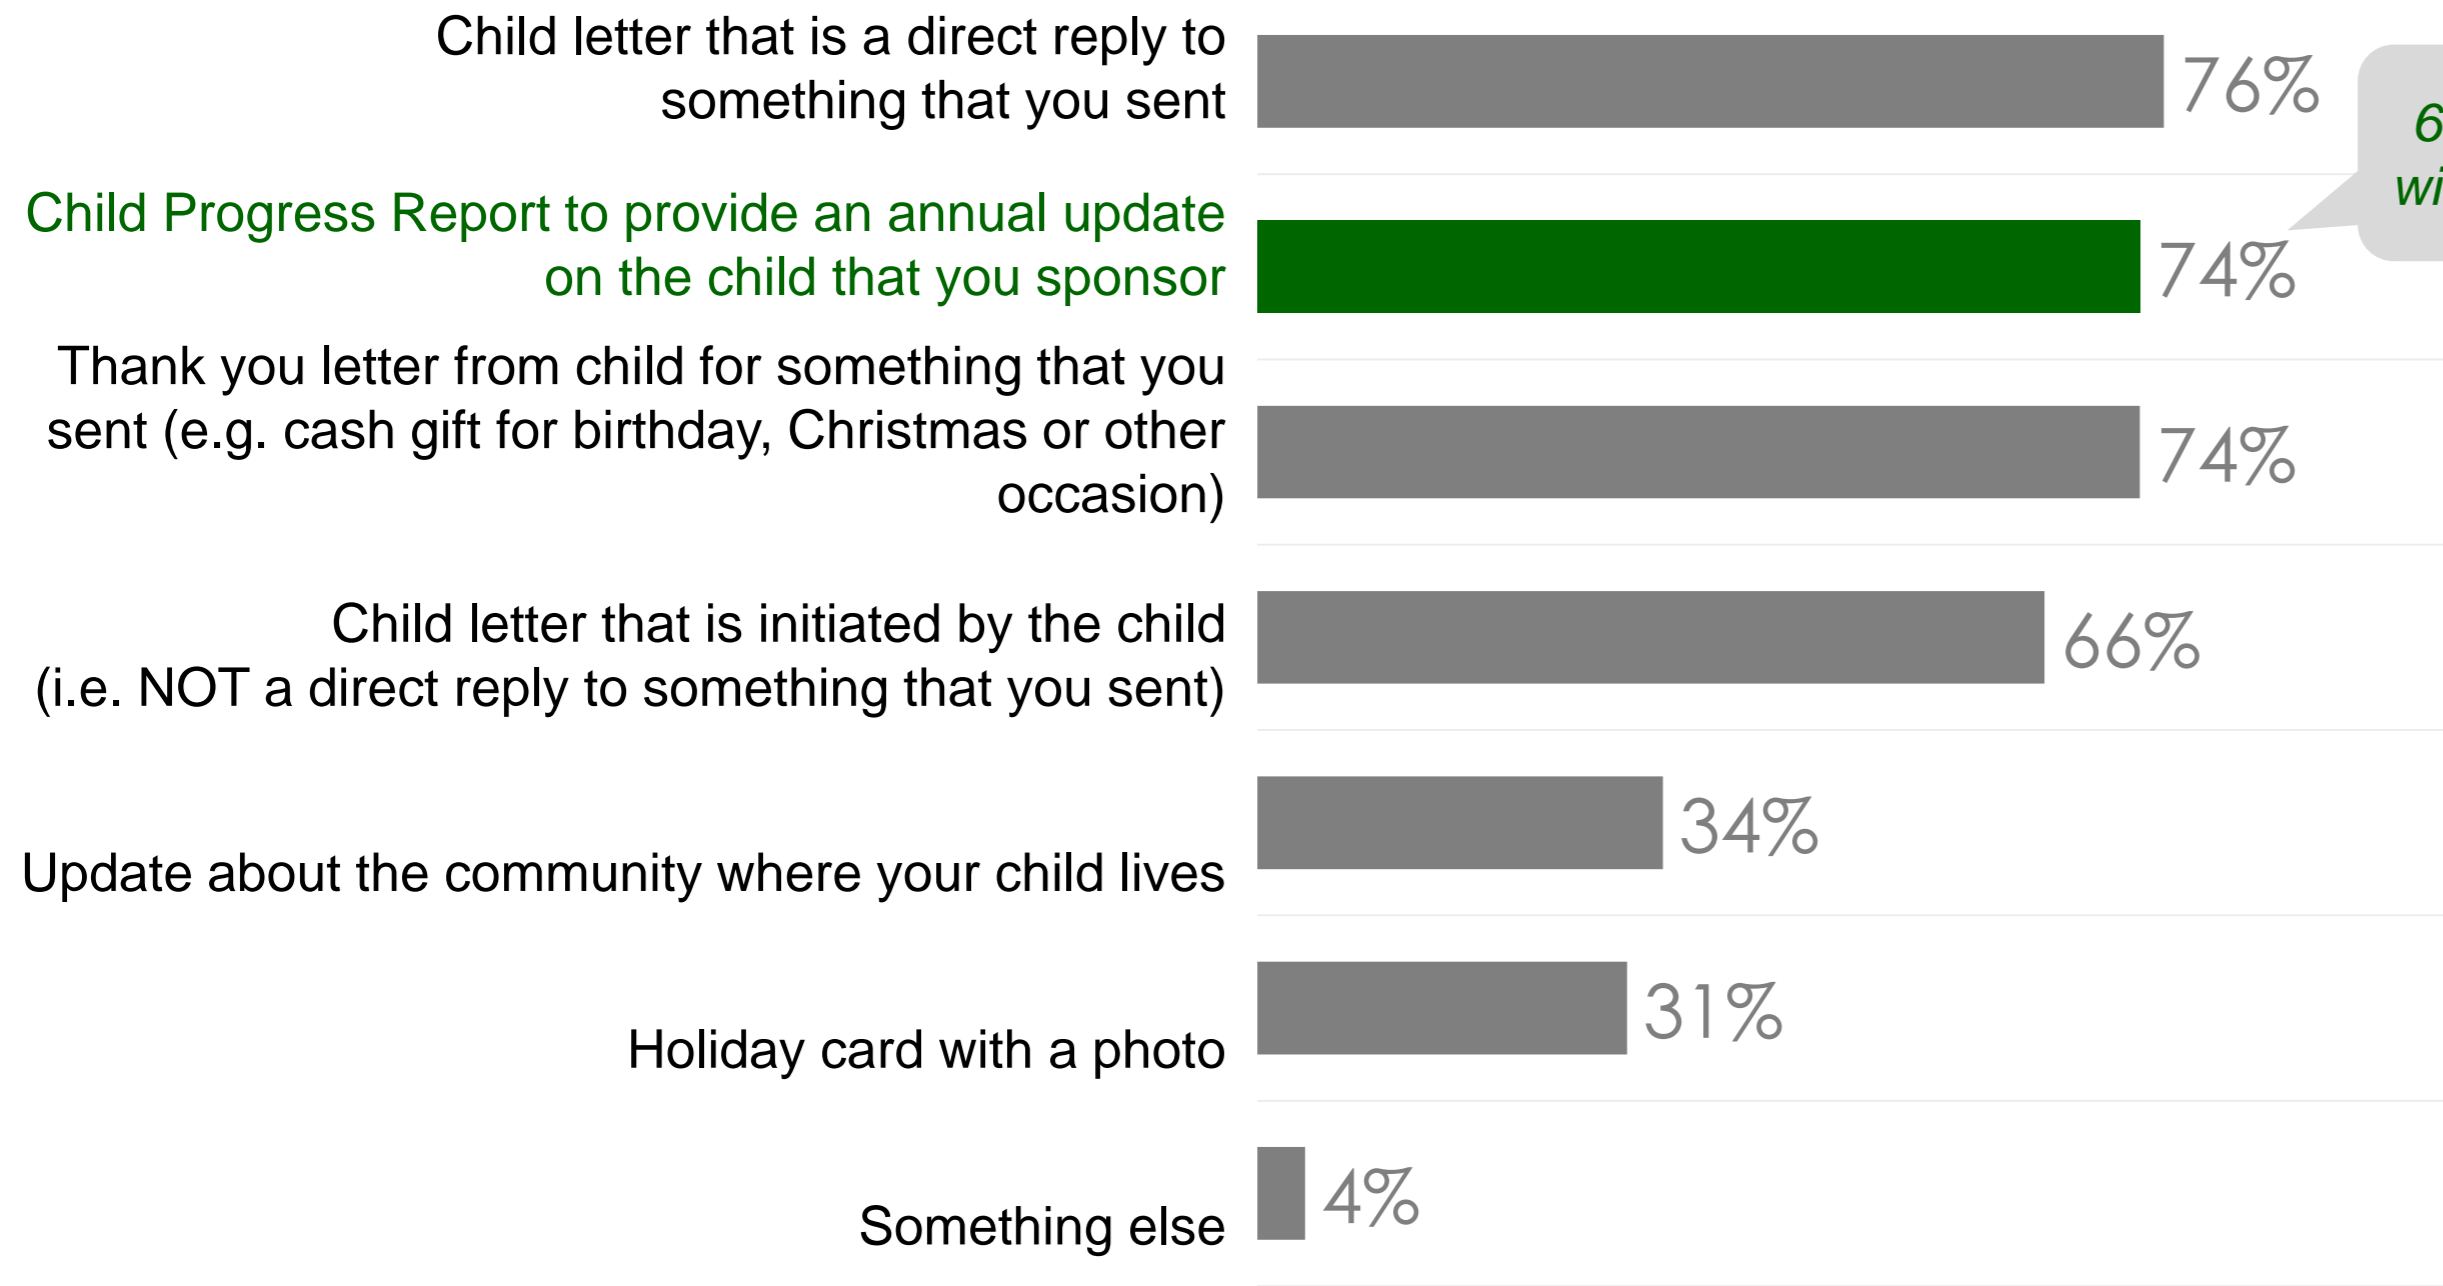 Child letter that is a direct reply to
something that you sent
76%
Child Progress Report to provide an annual update
on the child that you sponsor
74%
Thank you letter from child for something that you
sent (e.g. cash gift for birthday, Christmas or other
occasion)
74%
Child letter that is initiated by the child
(i.e. NOT a direct reply to something that you sent)
66%
Update about the community where your child lives
34%
Holiday card with a photo
31%
Something else
4%